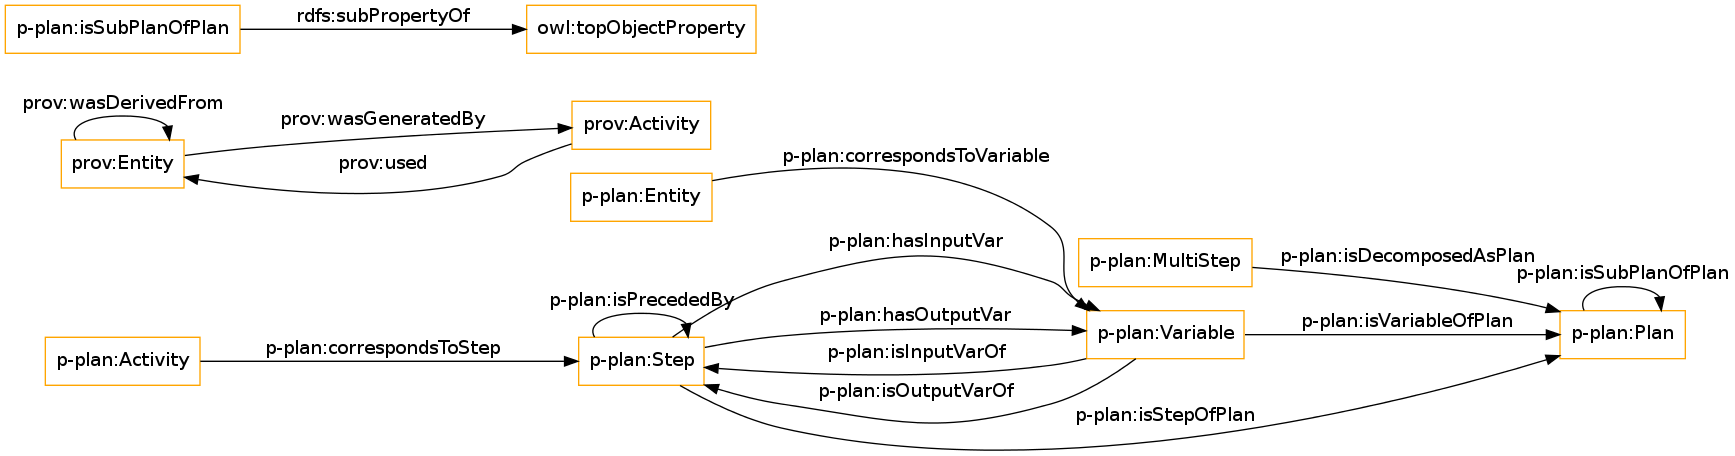 rdfs:subPropertyOf
p-plan:isSubPlanOfPlan
owl:topObjectProperty
prov:wasDerivedFrom
prov:wasGeneratedBy
prov:Activity
prov:Entity
prov:used
p-plan:correspondsToVariable
p-plan:Entity
p-plan:hasInputVar
p-plan:MultiStep
p-plan:isDecomposedAsPlan
p-plan:isSubPlanOfPlan
p-plan:isPrecededBy
p-plan:hasOutputVar
p-plan:Variable
p-plan:isVariableOfPlan
p-plan:Plan
p-plan:Activity
p-plan:correspondsToStep
p-plan:Step
p-plan:isInputVarOf
p-plan:isOutputVarOf
p-plan:isStepOfPlan